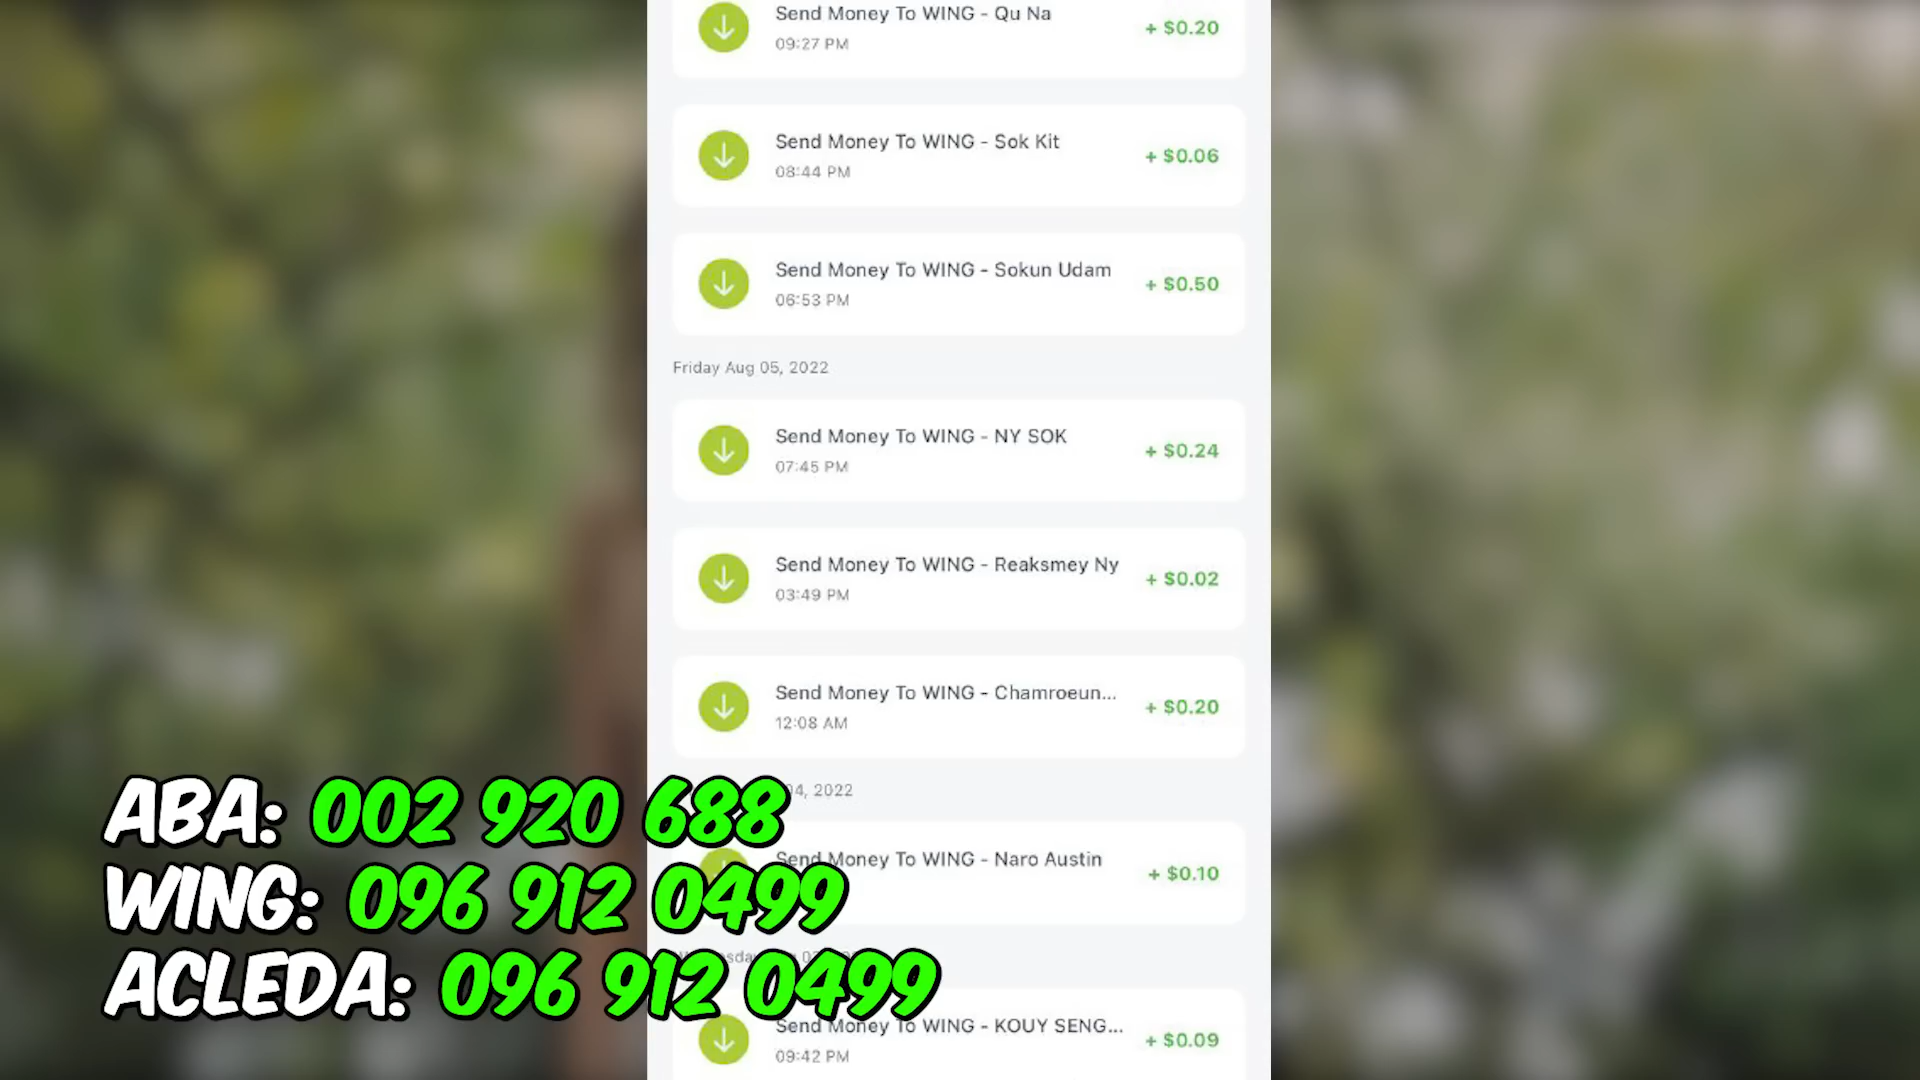 Send Money To WING - Qu Na
+ $0.20
09:27 PM
Send Money To WING - Sok Kit
+ $0.06
08:44 PM
Send Money To WING - Sokun Udam
+ $0.50
06:53 PM
Friday Aug 05, 2022
Send Money To WING - NY SOK
+ $0.24
07:45 PM
Send Money To WING - Reaksmey Ny
+ $0.02
03:49 PM
Send Money To WING - Chamroeun...
+ $0.20
12:08 AM
04, 2022
ABA: 002 920 688
Send Money To WING - Naro Austin
+ $0.10
WING: 096 912 0499
ACLEDA: 096 912 0499
Send Money To WING - KOUY SENG...
+ $0.09
09:42 PM